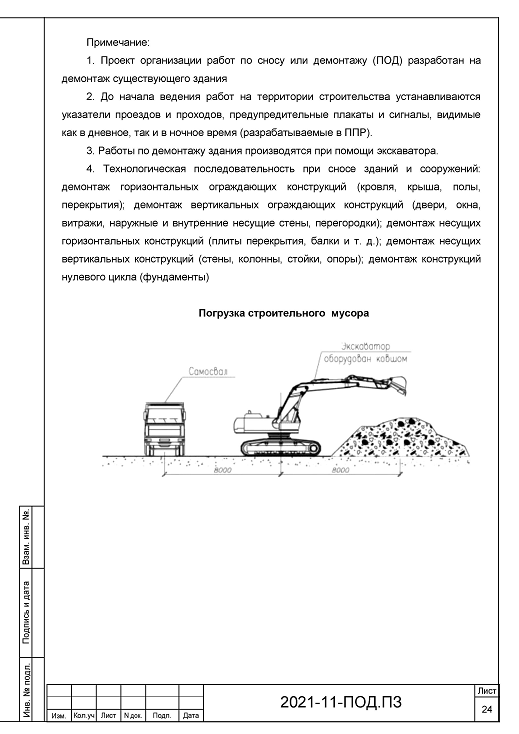 Примечание:
1. Проект организации работ по сносу или демонтажу (ПОД) разработан на
демонтаж существующего здания
2. До начала ведения работ на территории строительства устанавливаются
указатели проездов и проходов, предупредительные плакаты и сигналы, видимые
как в дневное, так и в ночное время (разрабатываемые в ППР).
3. Работы по демонтажу здания производятся при помощи экскаватора.
4. Технологическая последовательность при сносе зданий и сооружений:
демонтаж горизонтальных ограждающих конструкций (кровля, крыша, полы,
перекрытия); демонтаж вертикальных ограждающих конструкций (двери, окна,
витражи, наружные и внутренние несущие стены, перегородки); демонтаж несущих
горизонтальных конструкций (плиты перекрытия, балки и т. д.); демонтаж несущих
вертикальных конструкций (стены, колонны, стойки, опоры); демонтаж конструкций
нулевого цикла (фундаменты)
Погрузка строительного мусора
Экскаватор
оборудован ковшом
Самосвал
8000
8000
Взам. инв. №.
Подпись и дата
Инв. № подл.
Изм. Кол.уч Лист N док. Подп. Дата
2021-11-ПОД.ПЗ
Лист
24